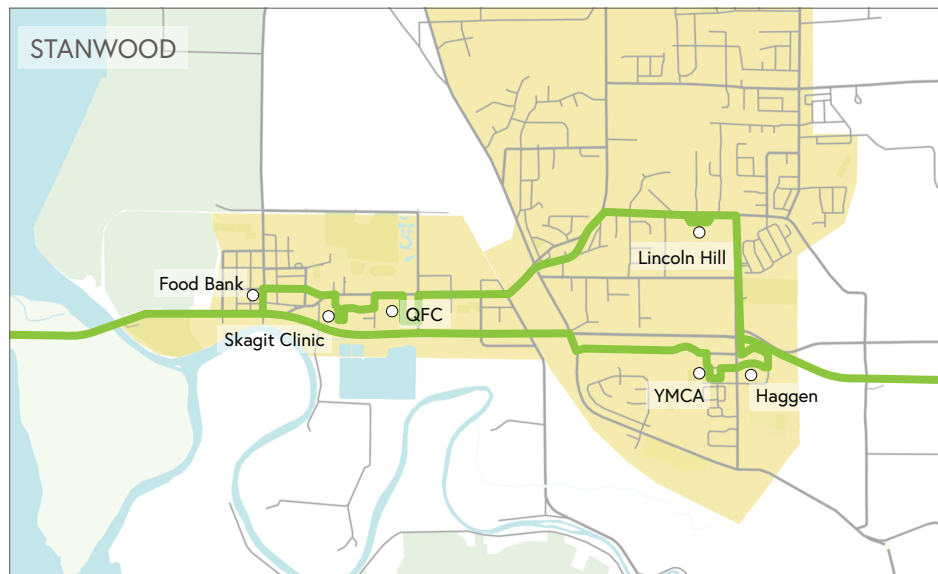 STANWOOD
Lincoln Hill
Food Bank
QFC
Skagit Clinic
YMCA
Haggen